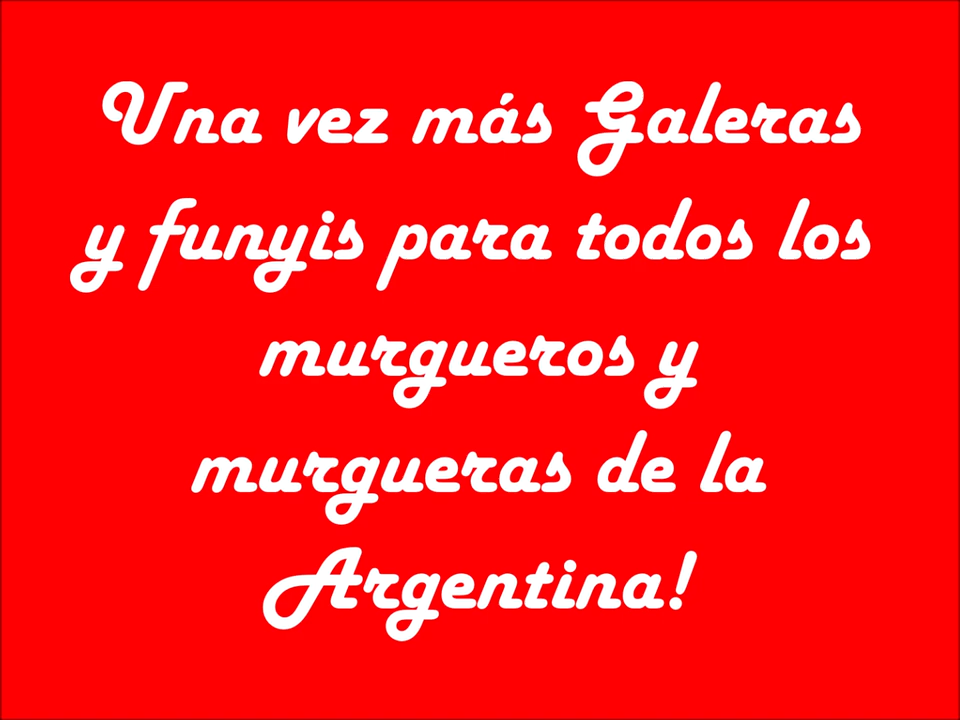 Una vez más Galeras
y funyis para todos los
murgueros y
murgueras de la
Argentina!